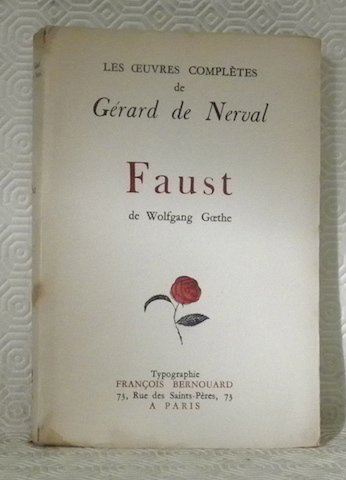 LES ŒUVRES COMPLÈTES
de
Gérard de Nerval
Faust
de Wolfgang Gœthe
Typographie
FRANÇOIS BERNOUARD
73, Rue des Saints-Pères, 73
A PARIS